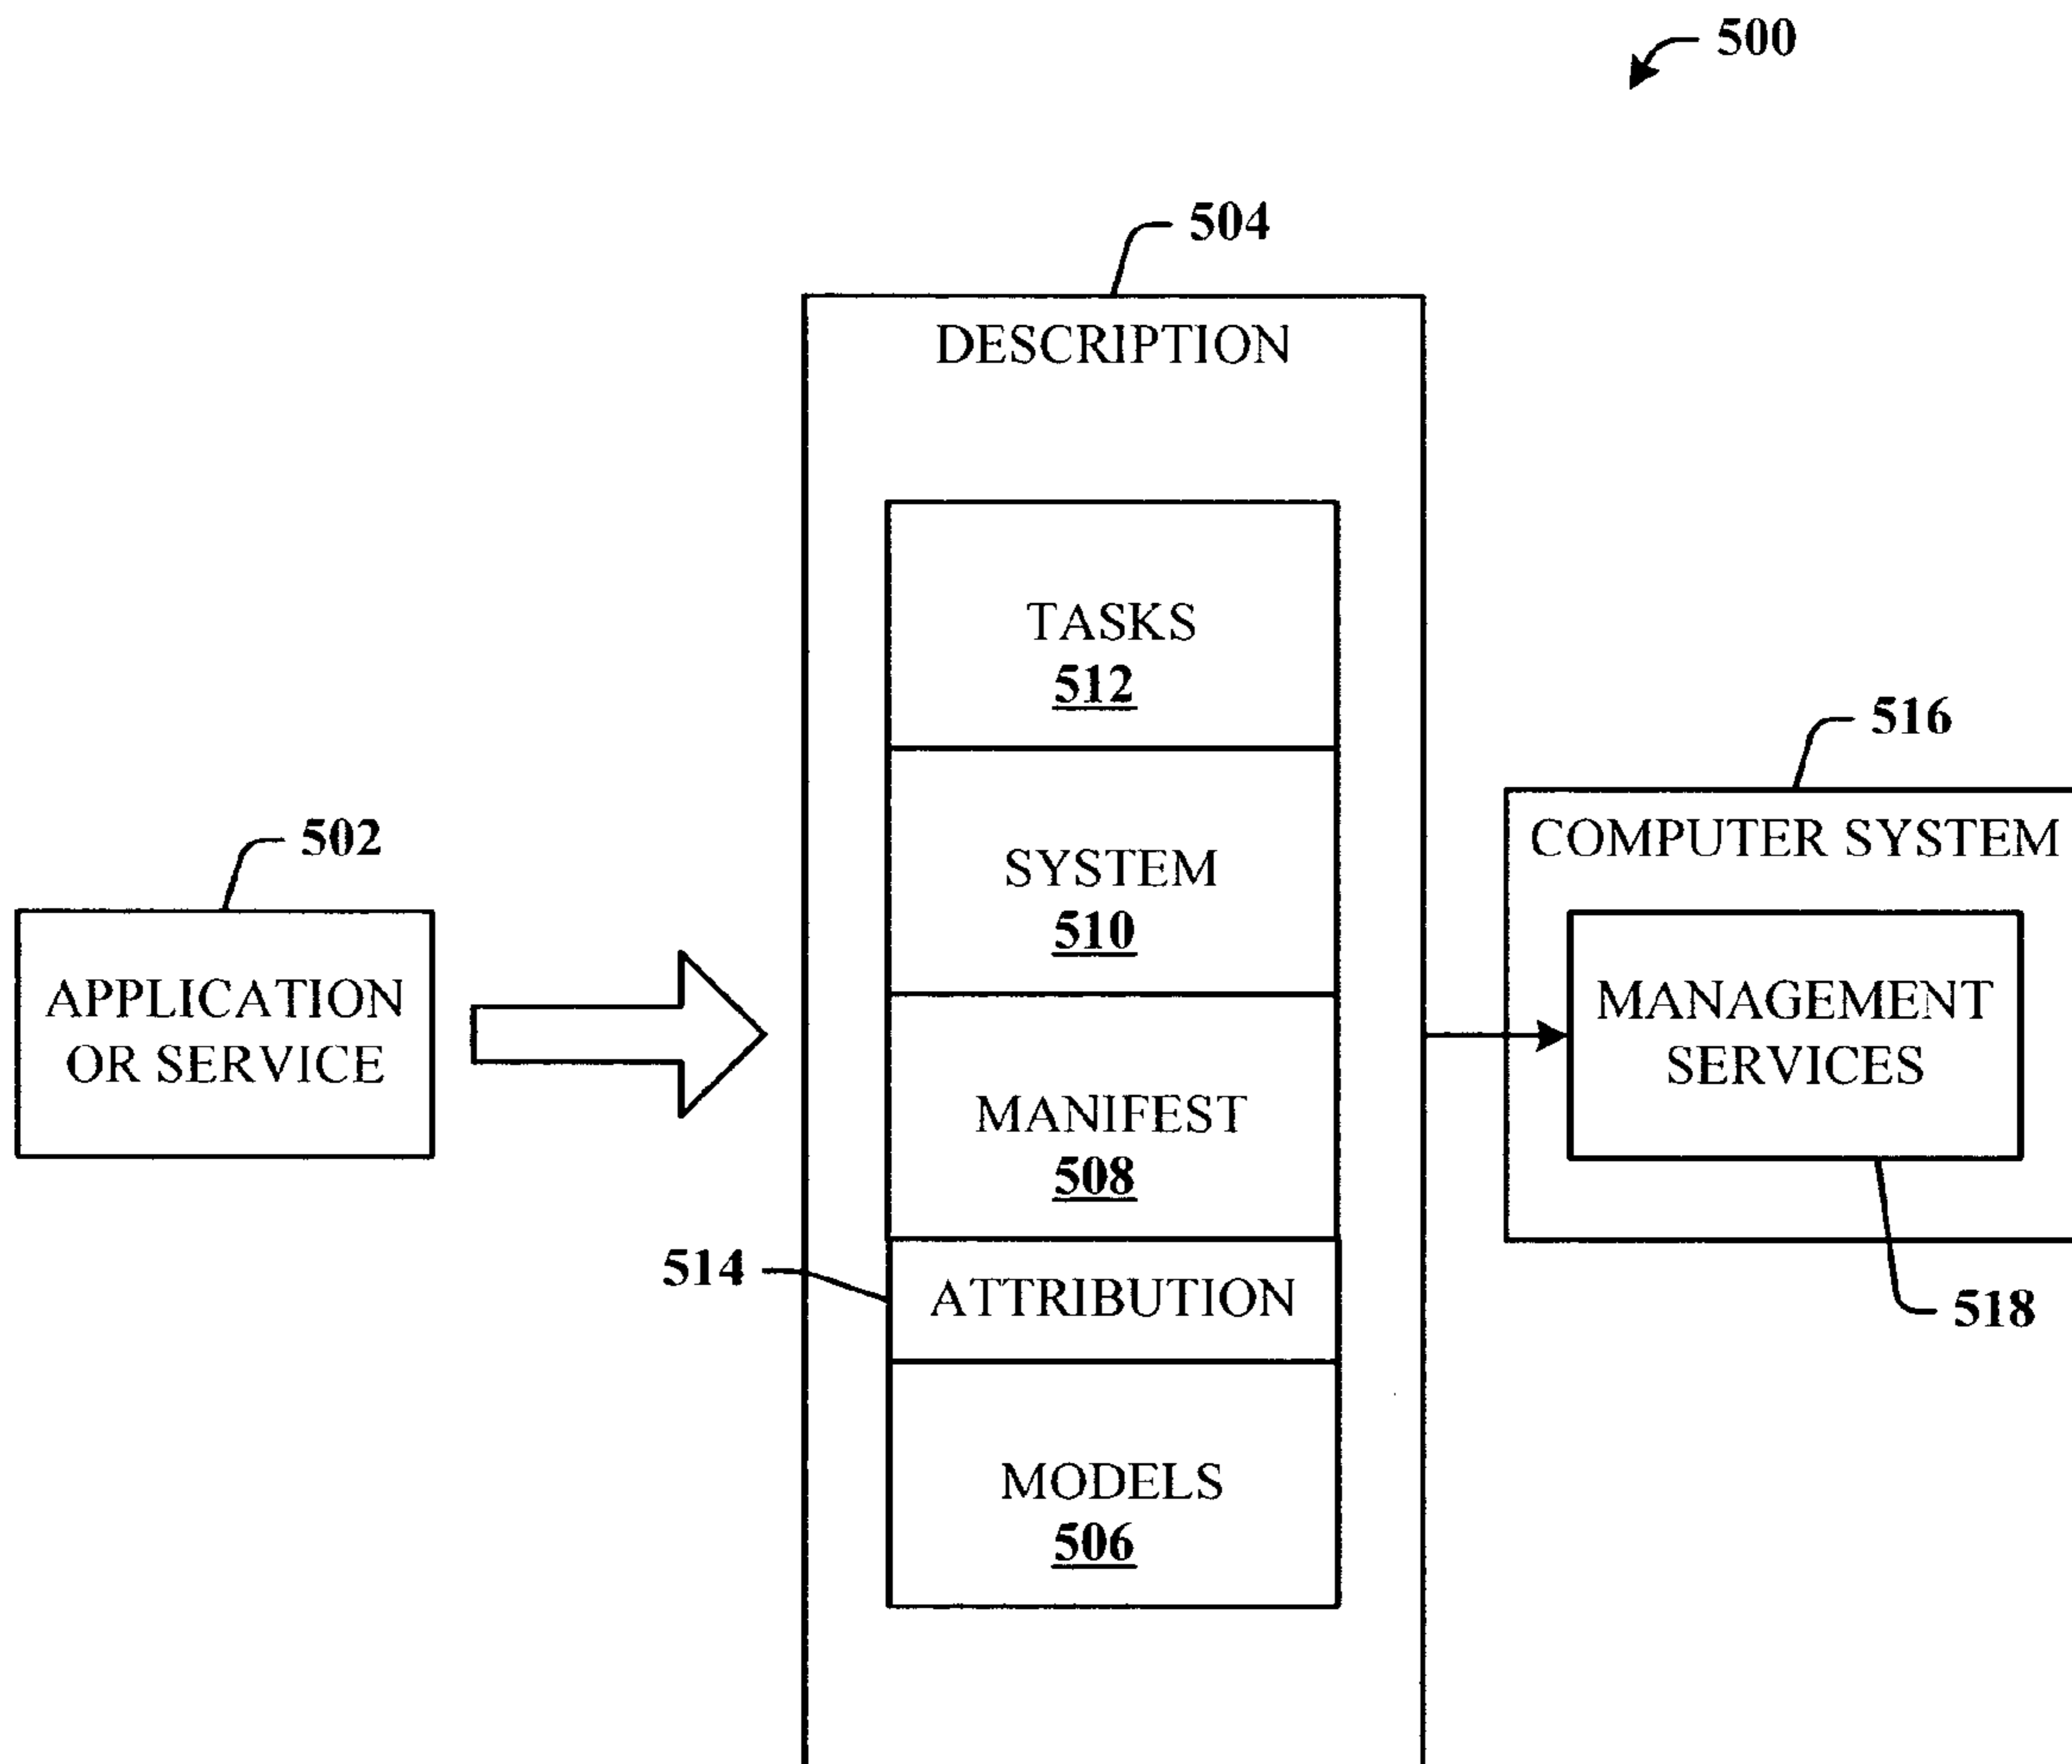 500
504
DESCRIPTION
TASKS
512
516
SYSTEM
510
COMPUTER SYSTEM
502
APPLICATION
OR SERVICE
MANAGEMENT
SERVICES
MANIFEST
508
514
ATTRIBUTION
518
MODELS
506